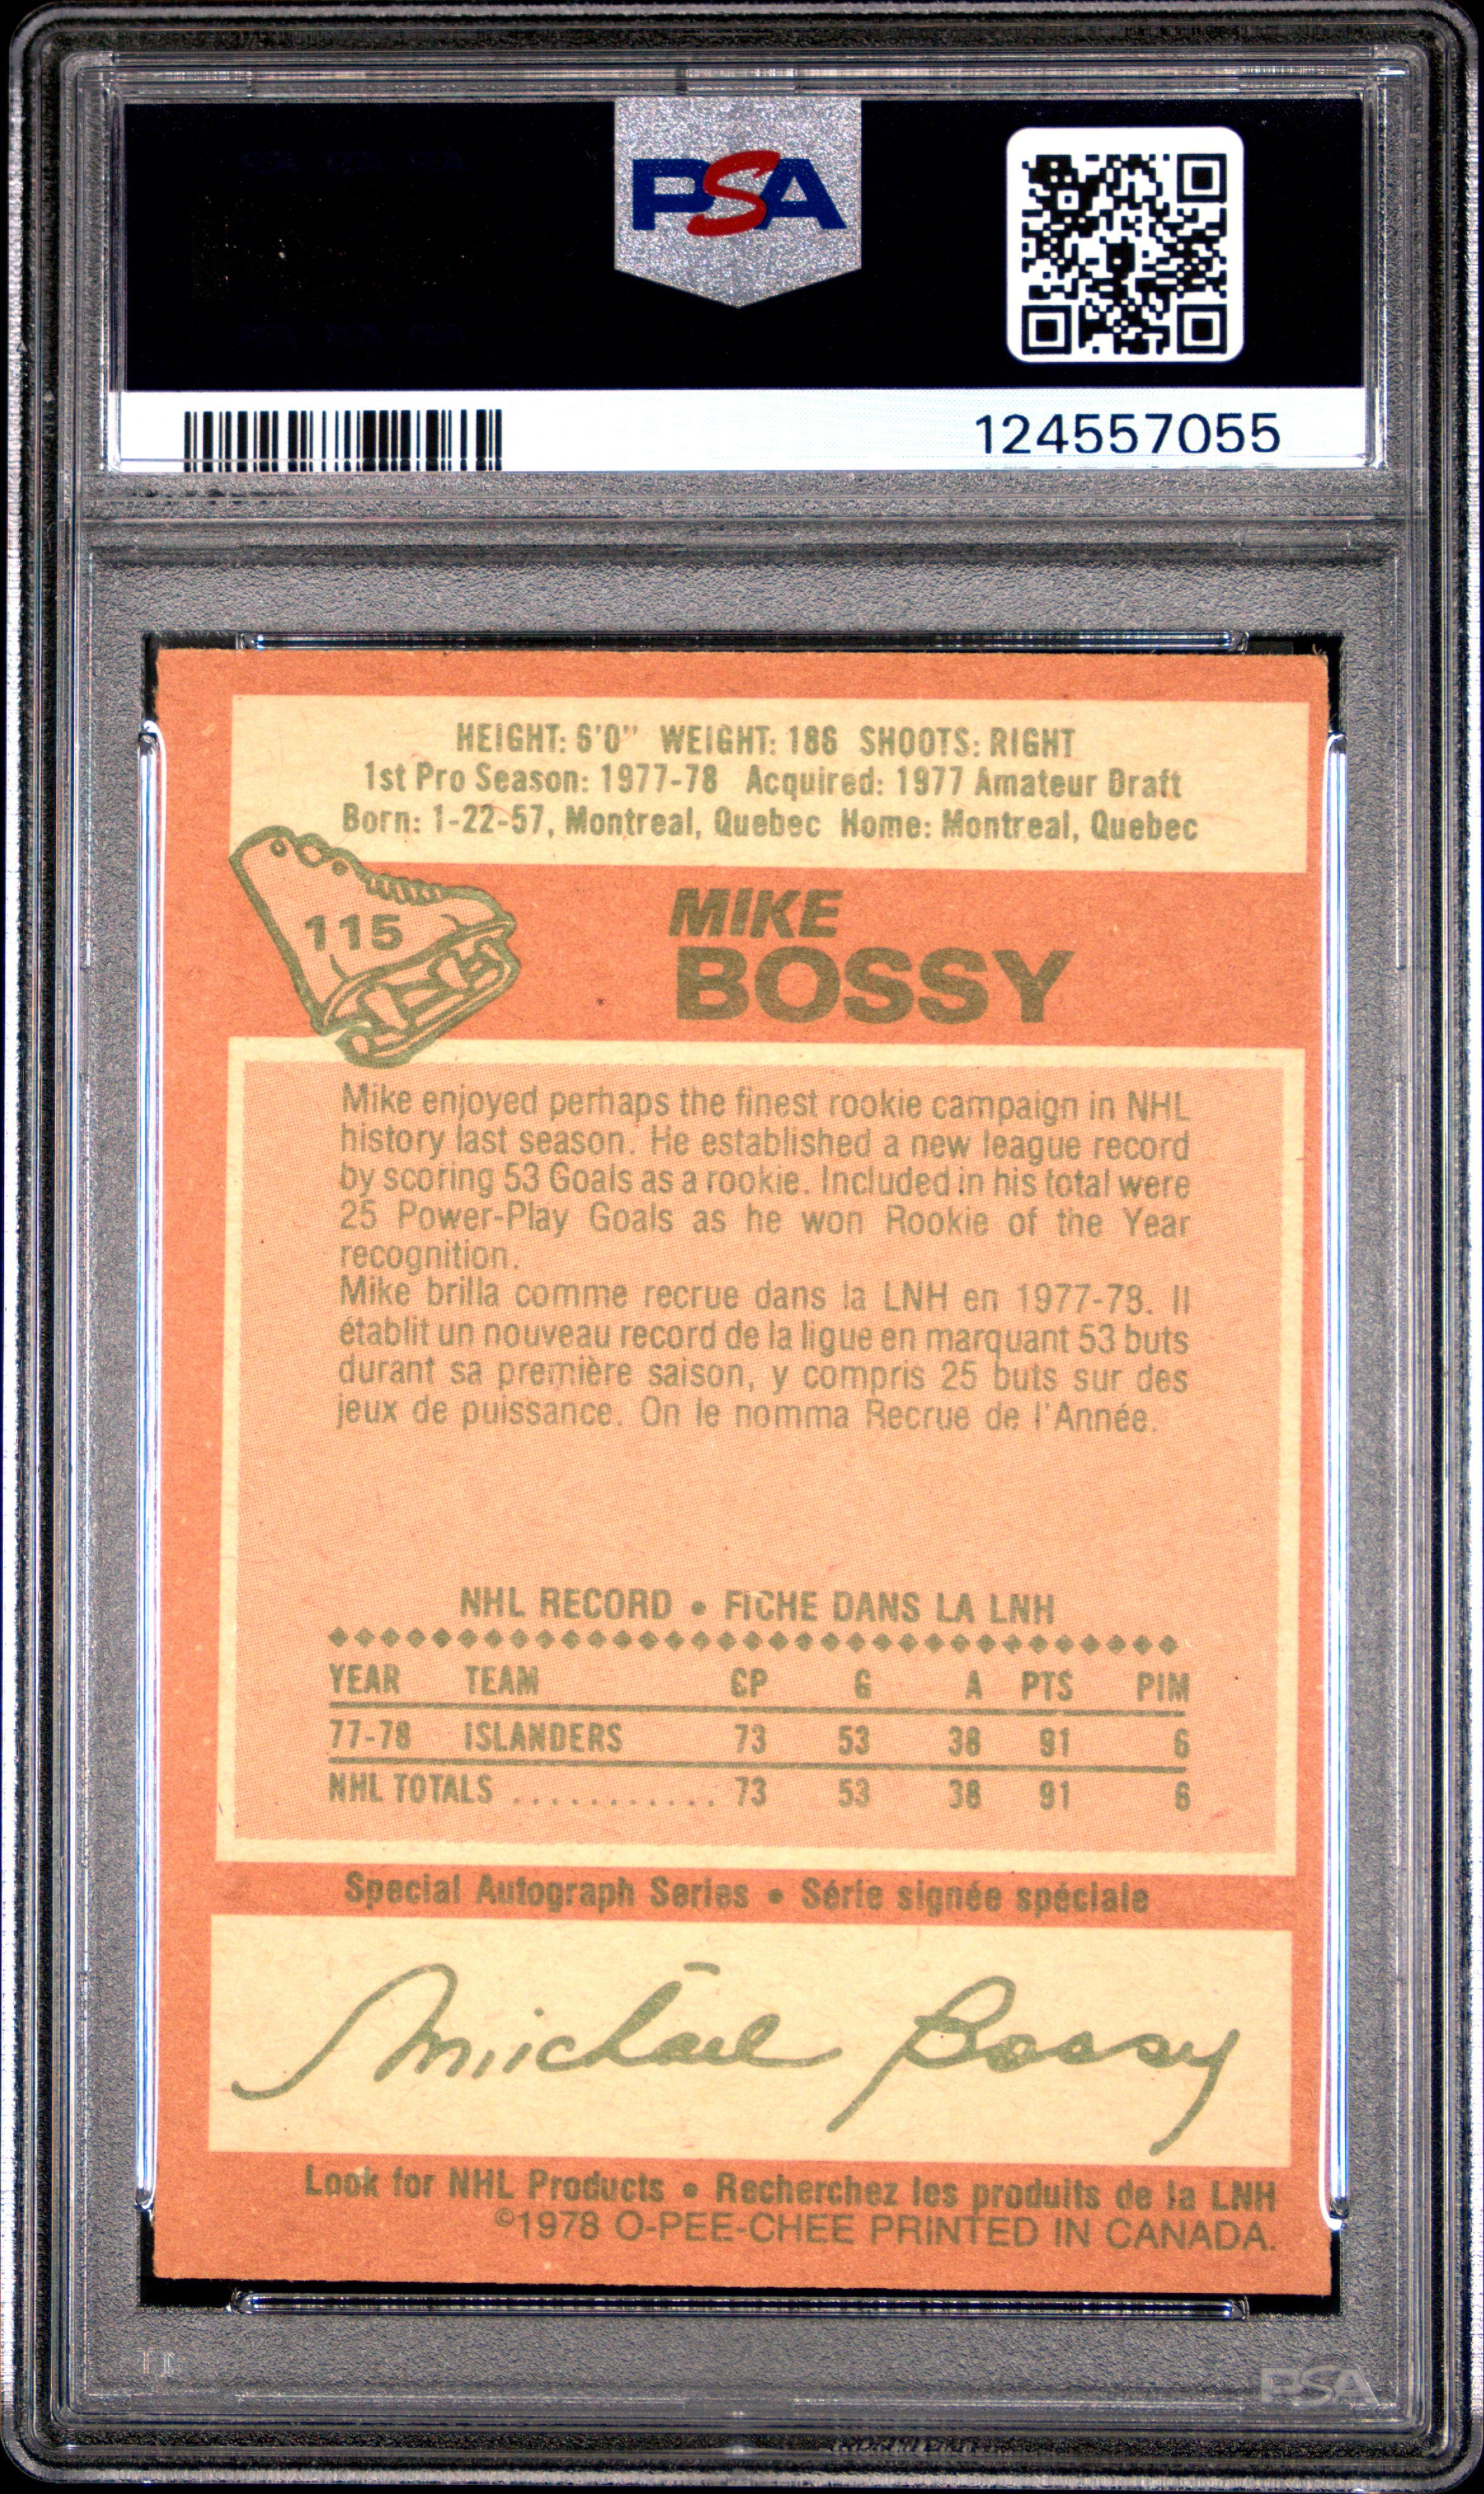 PSA
124557055
HEIGHT: 6'0" WEIGHT: 186 SHOOTS: RIGHT
1st Pro Season: 1977-78 Acquired: 1977 Amateur Draft
Born: 1-22-57, Montreal, Quebec Home: Montreal, Quebec
115
MIKE
BOSSY
Mike enjoyed perhaps the finest rookie campaign in NHL
history last season. He established a new league record
by scoring 53 Goals as a rookie. Included in his total were
25 Power-Play Goals as he won Rookie of the Year
recognition.
Mike brilla comme recrue dans la LNH en 1977-78. Il
établit un nouveau record de la ligue en marquant 53 buts
durant sa première saison, y compris 25 buts sur des
jeux de puissance. On le nomma Recrue de l'Année.
NHL RECORD • FICHE DANS LA LNH
YEAR TEAM GP G A PTS PIM
77-78 ISLANDERS 73 53 38 91 6
NHL TOTALS ............ 73 53 38 91 6
Special Autograph Series • Série signée spéciale
Michael Bossy
Look for NHL Products • Recherchez les produits de la LNH
©1978 O-PEE-CHEE PRINTED IN CANADA.
PSA